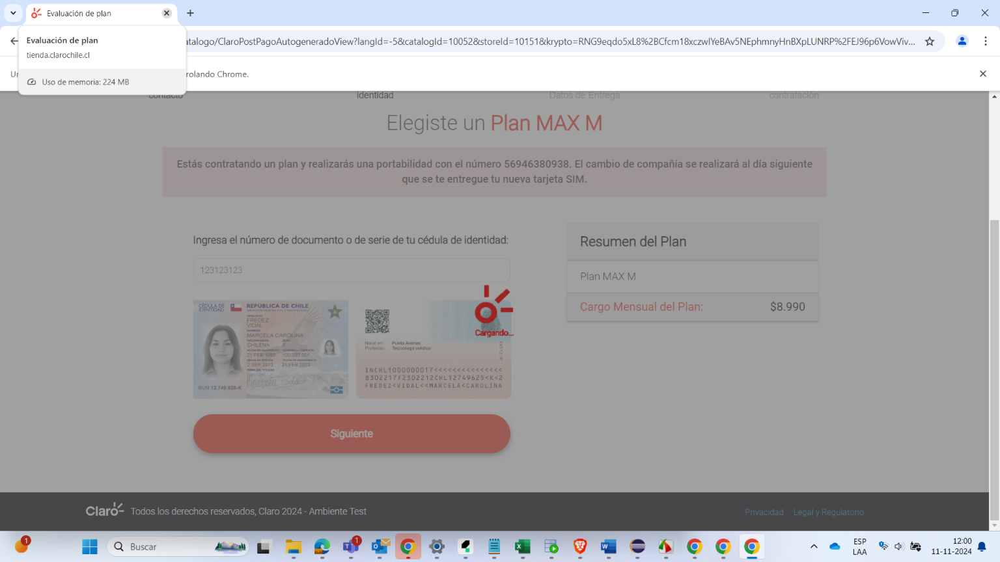 Evaluación de plan
Evaluación de plan
tienda.clarochile.cl
Uso de memoria: 224 MB
atalogo/ClaroPostPagoAutogeneradoView?langId=-5&catalogId=10052&storeId=10151&krypto=RNG9eqdo5xL8%2BCfcm18xczwIYeBAv5NEphmnyHnBXpLUNRP%2FEJ96p6VowViv...
Un
rolando Chrome.
contacto
identidad
Datos de Entrega
contratación
Elegiste un Plan MAX M
Estás contratando un plan y realizarás una portabilidad con el número 56946380938. El cambio de compañía se realizará al día siguiente
que se te entregue tu nueva tarjeta SIM.
Ingresa el número de documento o de serie de tu cédula de identidad:
123123123
CÉDULA DE
IDENTIDAD
REPÚBLICA DE CHILE
FREDEZ
VIDAL
MARCELA CAROLINA
CHILENA
F
21 FEB 1983
100.000.001
2 SEP 2013
21 FEB 2023
RUN 12.749.625-K
Nació en: Punta Arenas
Profesión: Tecnólogo médico
INCHL1000000017<<<<<<<<<<<<<<<
8302217F2302212CHL12749625<K<2
FREDEZ<VIDAL<<MARCELA<CAROLINA
Cargando...
Siguiente
Resumen del Plan
Plan MAX M
Cargo Mensual del Plan: $8.990
Claro Todos los derechos reservados, Claro 2024 - Ambiente Test
Privacidad Legal y Regulatorio
1
Buscar
1
ESP
LAA
12:00
11-11-2024